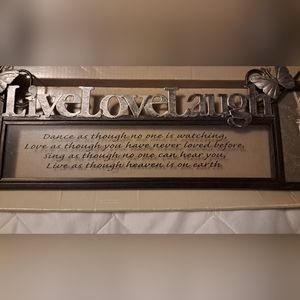 LiveLoveLaugh
Dance as though no one is watching,
Love as though you have never loved before,
Sing as though no one can hear you,
Live as though heaven is on earth